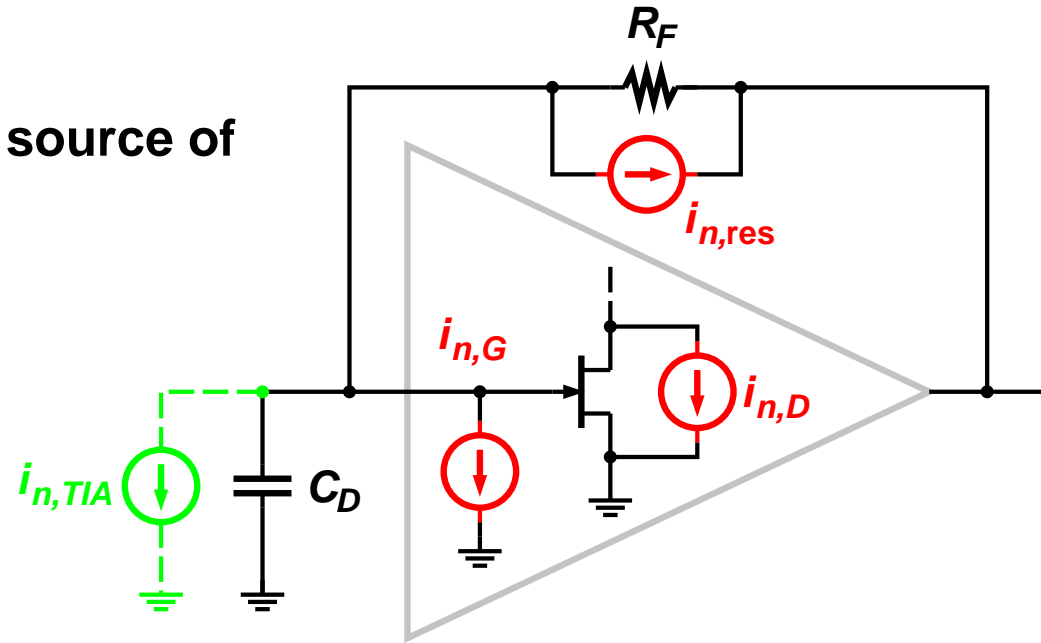 R_F
source of
i_n,res
i_n,G
i_n,D
i_n,TIA
C_D